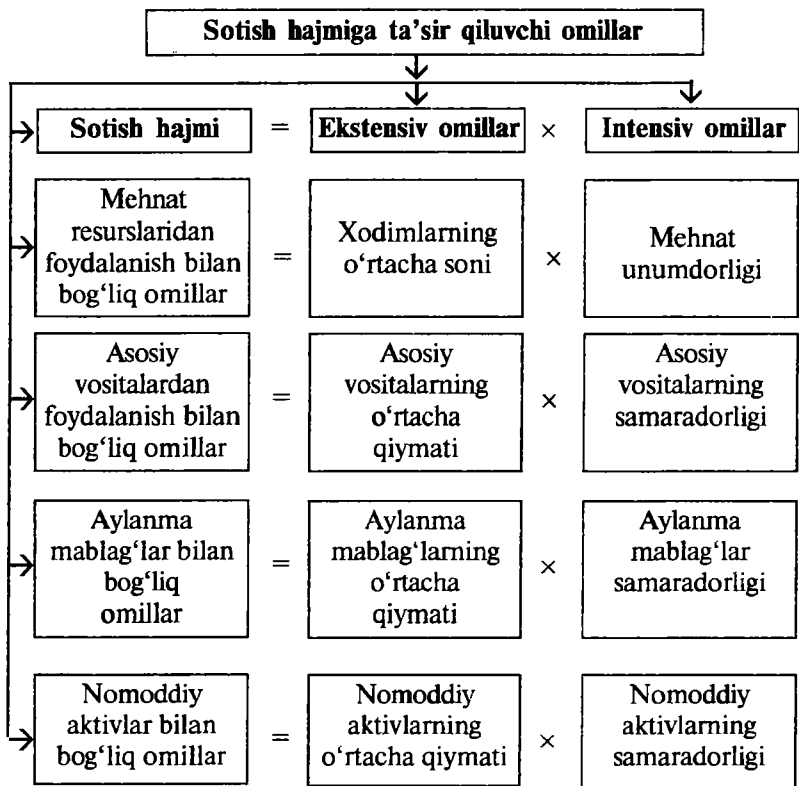 Sotish hajmiga ta’sir qiluvchi omillar
Sotish hajmi = Ekstensiv omillar × Intensiv omillar
Mehnat
resurslaridan
foydalanish bilan
bog‘liq omillar
=
Xodimlarning
o‘rtacha soni
×
Mehnat
unumdorligi
Asosiy
vositalardan
foydalanish bilan
bog‘liq omillar
=
Asosiy
vositalarning
o‘rtacha
qiymati
×
Asosiy
vositalarning
samaradorligi
Aylanma
mablag‘lar bilan
bog‘liq
omillar
=
Aylanma
mablag‘larning
o‘rtacha
qiymati
×
Aylanma
mablag‘lar
samaradorligi
Nomoddiy
aktivlar bilan
bog‘liq omillar
=
Nomoddiy
aktivlarning
o‘rtacha qiymati
×
Nomoddiy
aktivlarning
samaradorligi